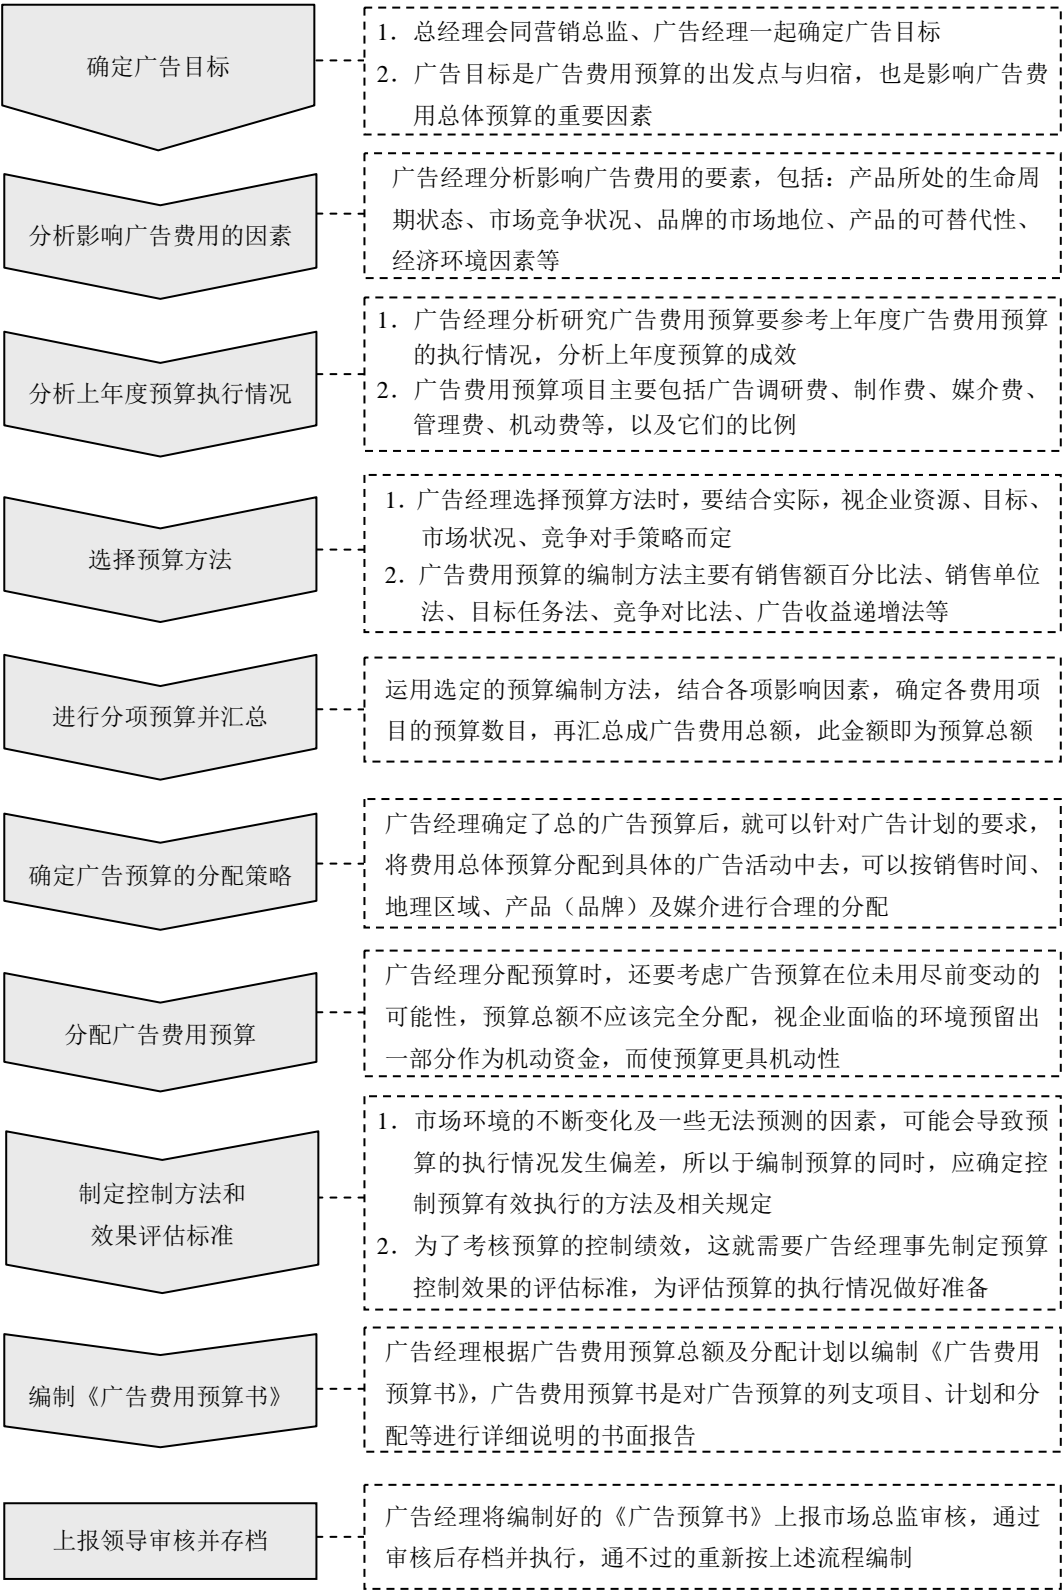 确定广告目标
1. 总经理会同营销总监、广告经理一起确定广告目标
2. 广告目标是广告费用预算的出发点与归宿，也是影响广告费
用总体预算的重要因素
分析影响广告费用的因素
广告经理分析影响广告费用的要素，包括：产品所处的生命周
期状态、市场竞争状况、品牌的市场地位、产品的可替代性、
经济环境因素等
分析上年度预算执行情况
1. 广告经理分析研究广告费用预算要参考上年度广告费用预算
的执行情况，分析上年度预算的成效
2. 广告费用预算项目主要包括广告调研费、制作费、媒介费、
管理费、机动费等，以及它们的比例
选择预算方法
1. 广告经理选择预算方法时，要结合实际，视企业资源、目标、
市场状况、竞争对手策略而定
2. 广告费用预算的编制方法主要有销售额百分比法、销售单位
法、目标任务法、竞争对比法、广告收益递增法等
进行分项预算并汇总
运用选定的预算编制方法，结合各项影响因素，确定各费用项
目的预算数目，再汇总成广告费用总额，此金额即为预算总额
确定广告预算的分配策略
广告经理确定了总的广告预算后，就可以针对广告计划的要求，
将费用总体预算分配到具体的广告活动中去，可以按销售时间、
地理区域、产品（品牌）及媒介进行合理的分配
分配广告费用预算
广告经理分配预算时，还要考虑广告预算在位未用尽前变动的
可能性，预算总额不应该完全分配，视企业面临的环境预留出
一部分作为机动资金，而使预算更具机动性
制定控制方法和
效果评估标准
1. 市场环境的不断变化及一些无法预测的因素，可能会导致预
算的执行情况发生偏差，所以于编制预算的同时，应确定控
制预算有效执行的方法及相关规定
2. 为了考核预算的控制绩效，这就需要广告经理事先制定预算
控制效果的评估标准，为评估预算的执行情况做好准备
编制《广告费用预算书》
广告经理根据广告费用预算总额及分配计划以编制《广告费用
预算书》，广告费用预算书是对广告预算的列支项目、计划和分
配等进行详细说明的书面报告
上报领导审核并存档
广告经理将编制好的《广告预算书》上报市场总监审核，通过
审核后存档并执行，通不过的重新按上述流程编制